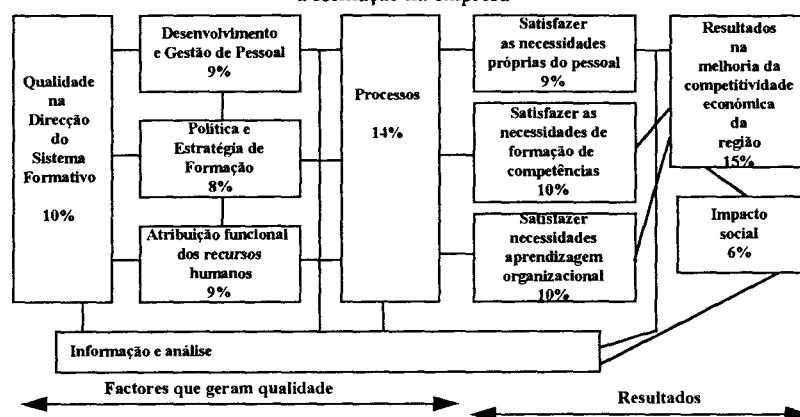 Qualidade
na
Direcção
do
Sistema
Formativo
10%
Desenvolvimento
e Gestão de Pessoal
9%
Política e
Estratégia de
Formação
8%
Atribuição funcional
dos recursos
humanos
9%
Processos
14%
Satisfazer
as necessidades
próprias do pessoal
9%
Satisfazer as
necessidades de
formação de
competências
10%
Satisfazer
necessidades
aprendizagem
organizacional
10%
Resultados
na
melhoria da
competitividade
económica
da
região
15%
Impacto
social
6%
Informação e análise
Factores que geram qualidade
Resultados